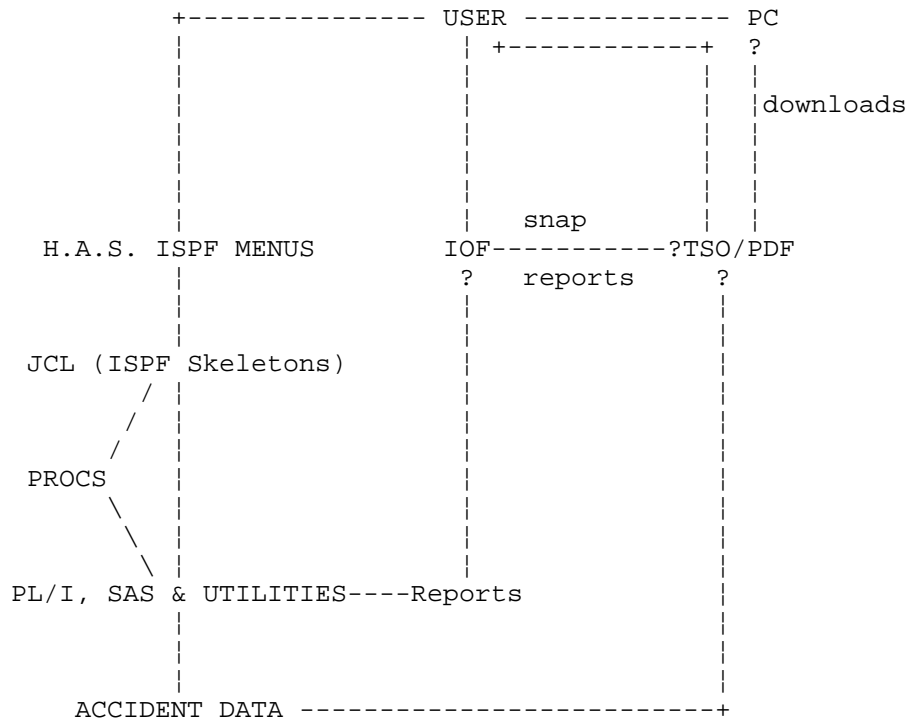 USER PC
?
downloads
snap
H.A.S. ISPF MENUS IOF ?TSO/PDF
? reports ?
JCL (ISPF Skeletons)
PROCS
PL/I, SAS & UTILITIES----Reports
ACCIDENT DATA